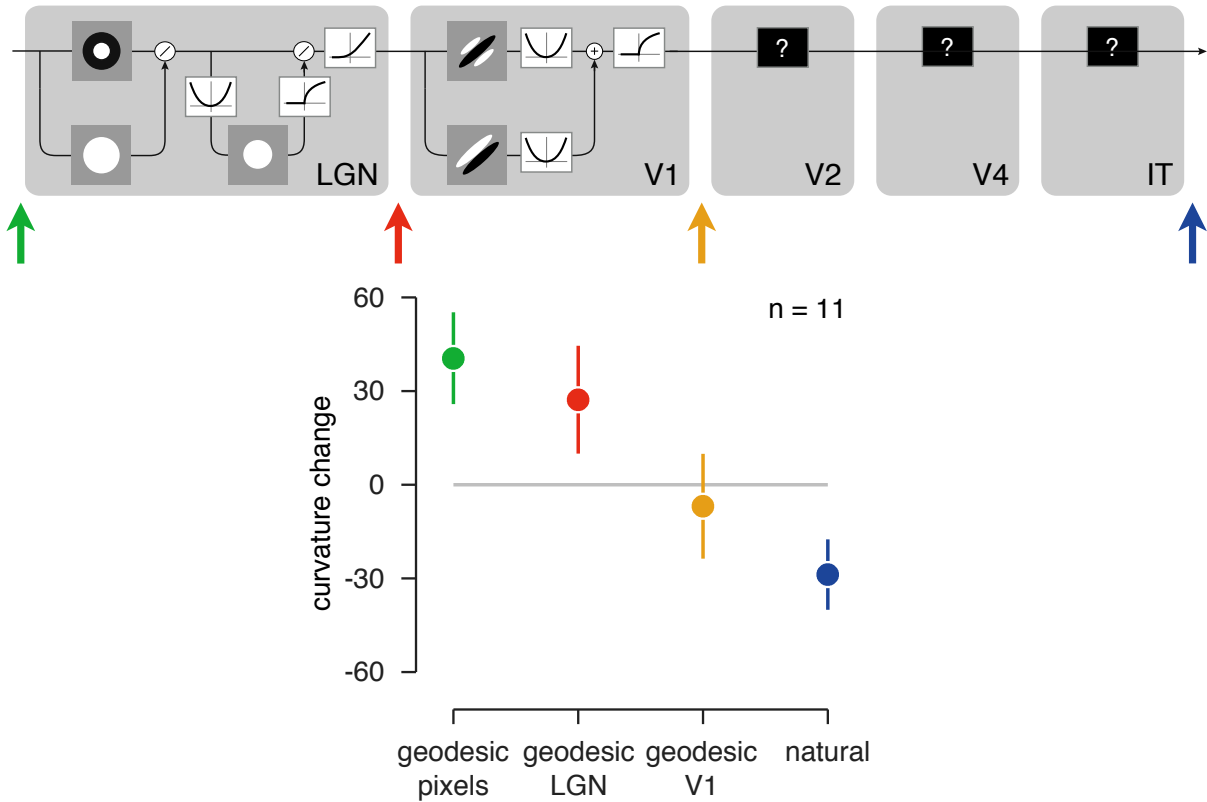 ? ? ?
LGN V1 V2 V4 IT
60
n = 11
30
0
-30
-60
curvature change
geodesic geodesic geodesic natural
pixels LGN V1